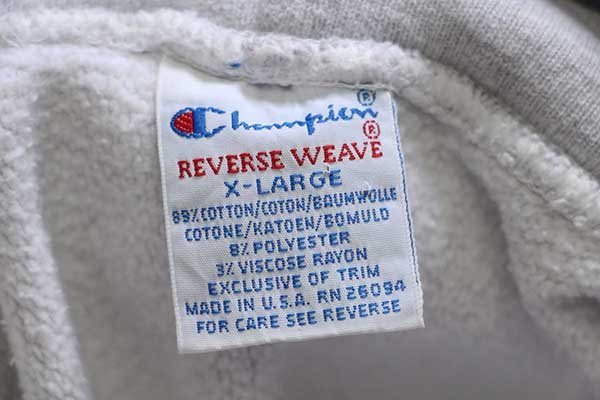 Champion®
REVERSE WEAVE®
X-LARGE
89% COTTON/COTON/BAUMWOLLE
COTONE/KATOEN/BOMULD
8% POLYESTER
3% VISCOSE RAYON
EXCLUSIVE OF TRIM
MADE IN U.S.A. RN 26094
FOR CARE SEE REVERSE